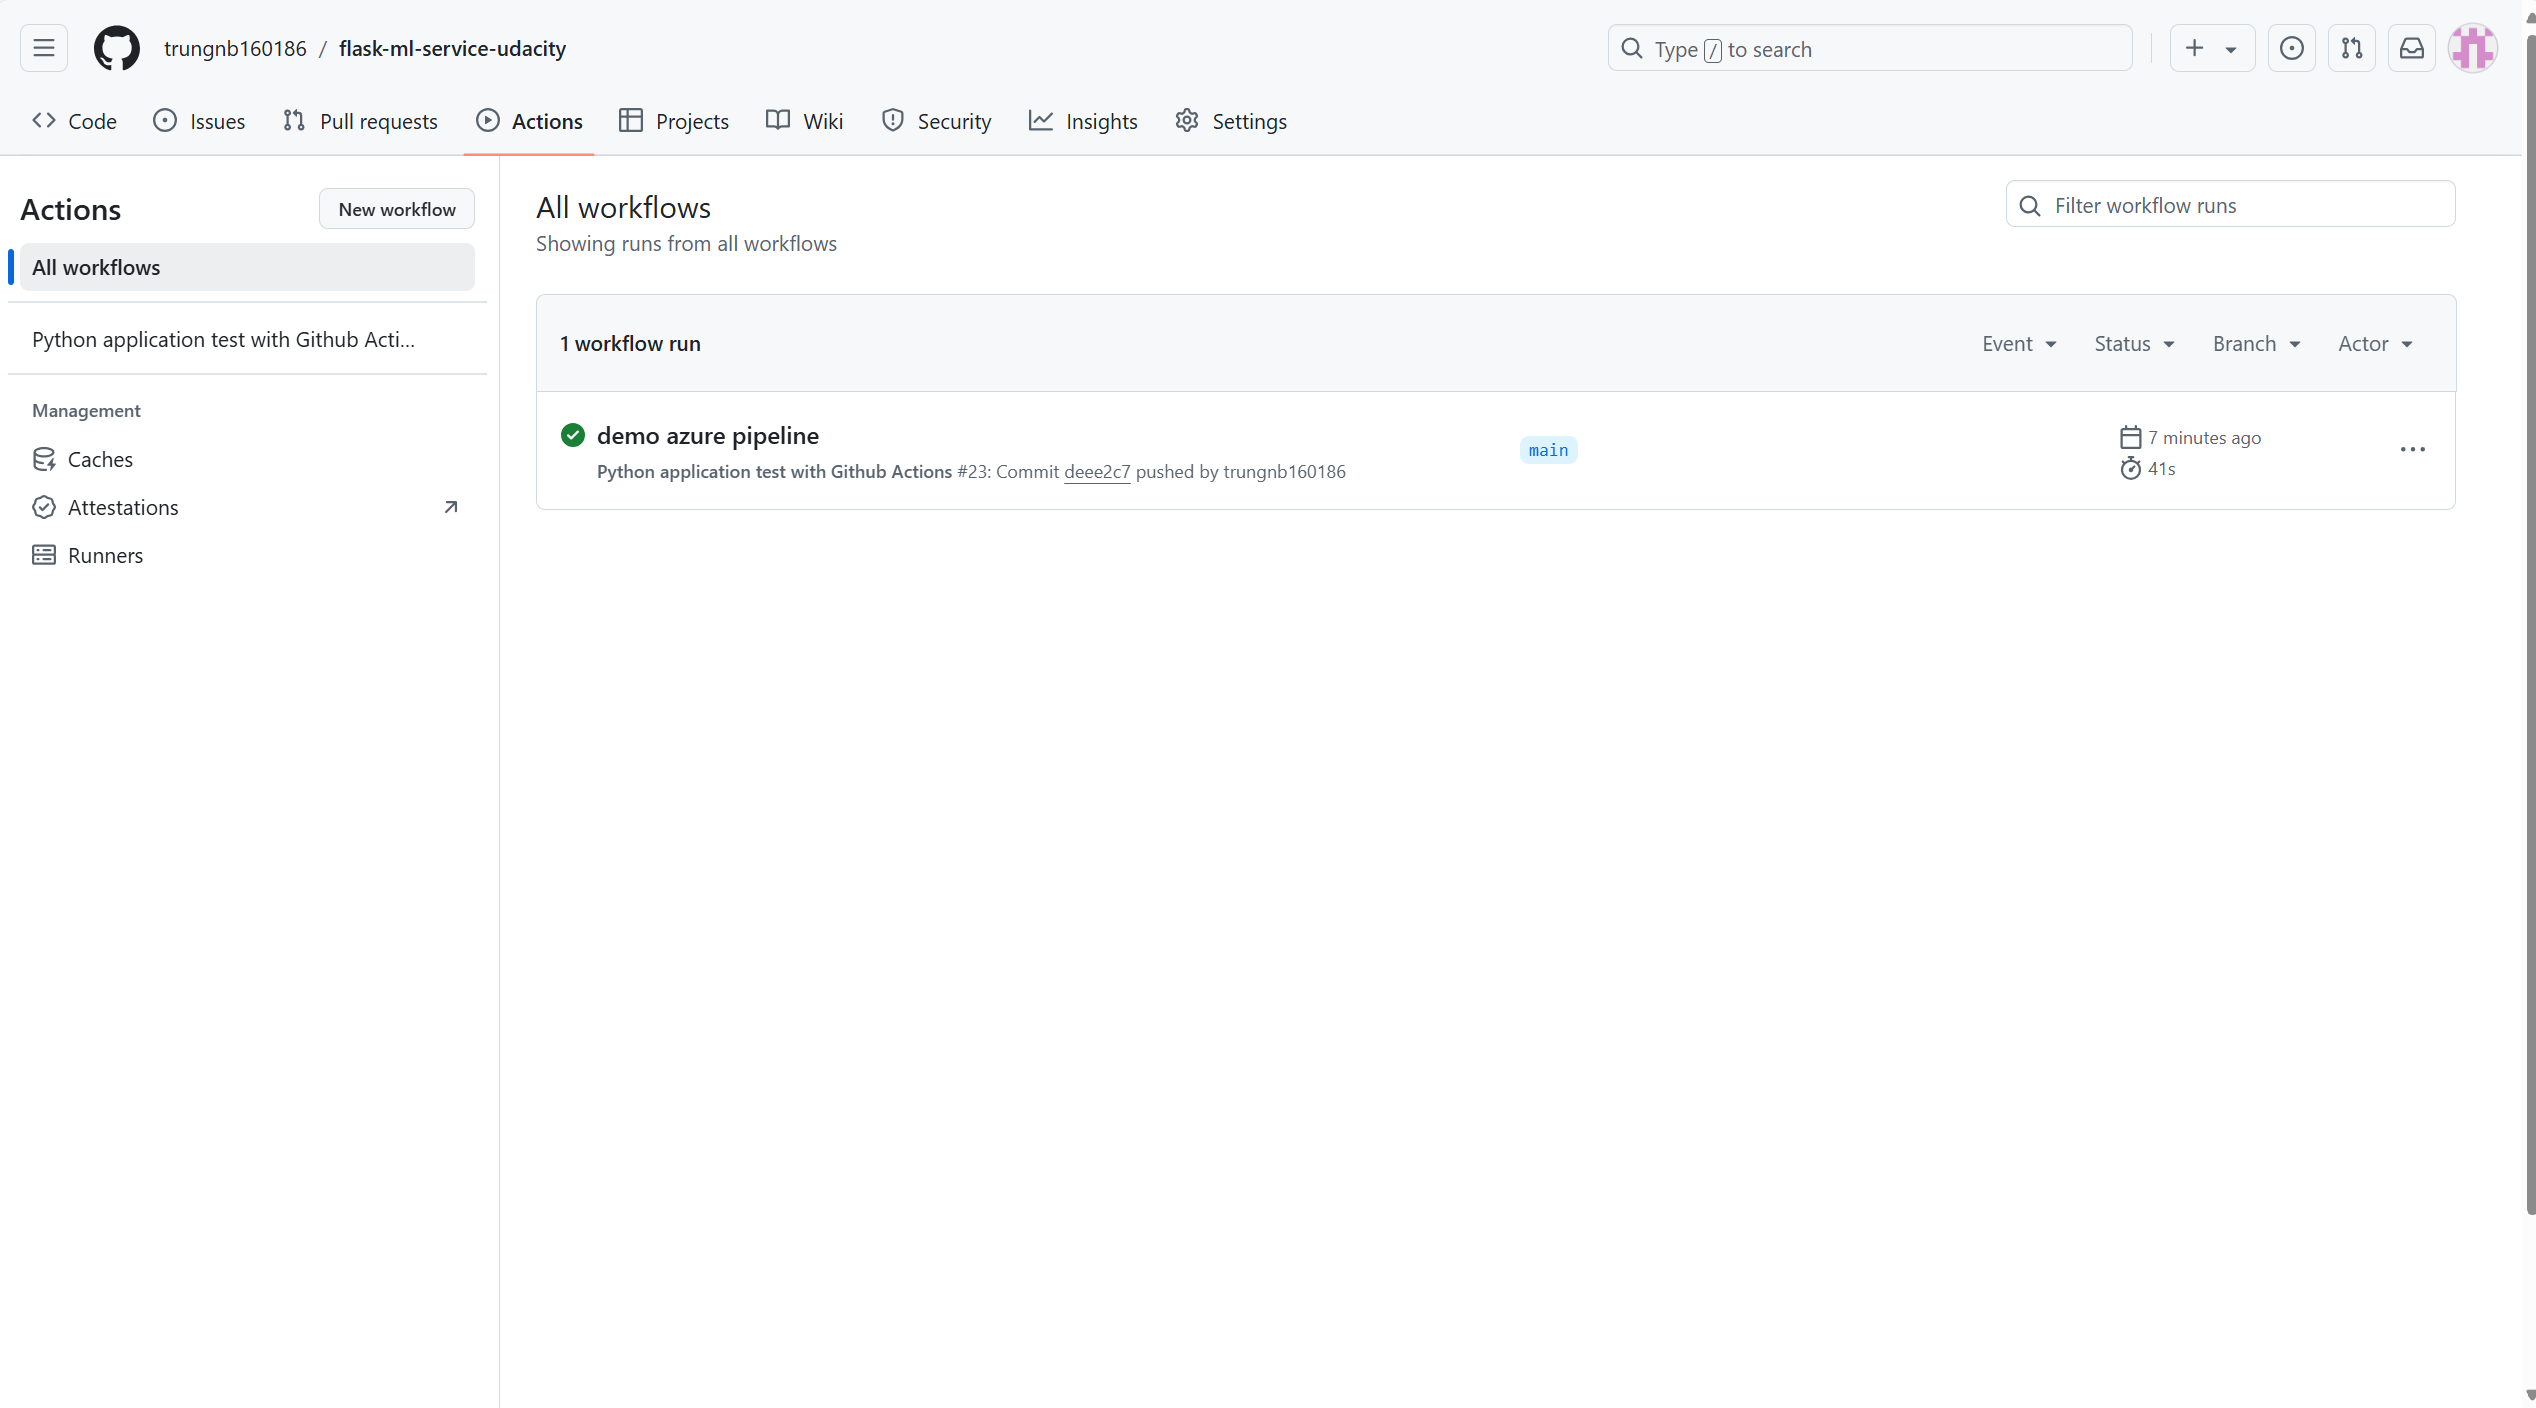 trungnb160186 / flask-ml-service-udacity
Type / to search
Code Issues Pull requests Actions Projects Wiki Security Insights Settings
Actions
New workflow
All workflows
Python application test with Github Acti...
Management
Caches
Attestations
Runners
All workflows
Showing runs from all workflows
Filter workflow runs
1 workflow run
Event Status Branch Actor
demo azure pipeline
Python application test with Github Actions #23: Commit deee2c7 pushed by trungnb160186
main
7 minutes ago
41s